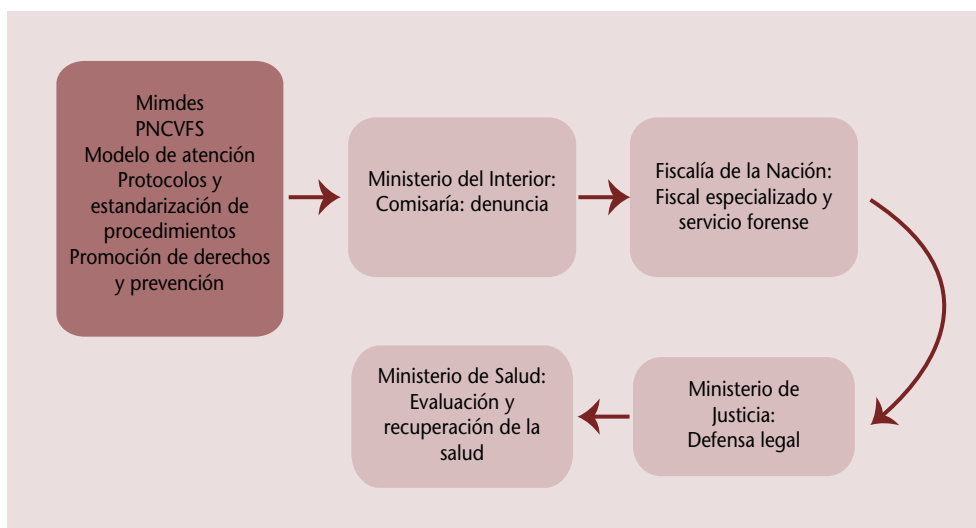 Mimdes
PNCVFS
Modelo de atención
Protocolos y
estandarización de
procedimientos
Promoción de derechos
y prevención
Ministerio del Interior:
Comisaría: denuncia
Fiscalía de la Nación:
Fiscal especializado y
servicio forense
Ministerio de
Justicia:
Defensa legal
Ministerio de Salud:
Evaluación y
recuperación de la
salud